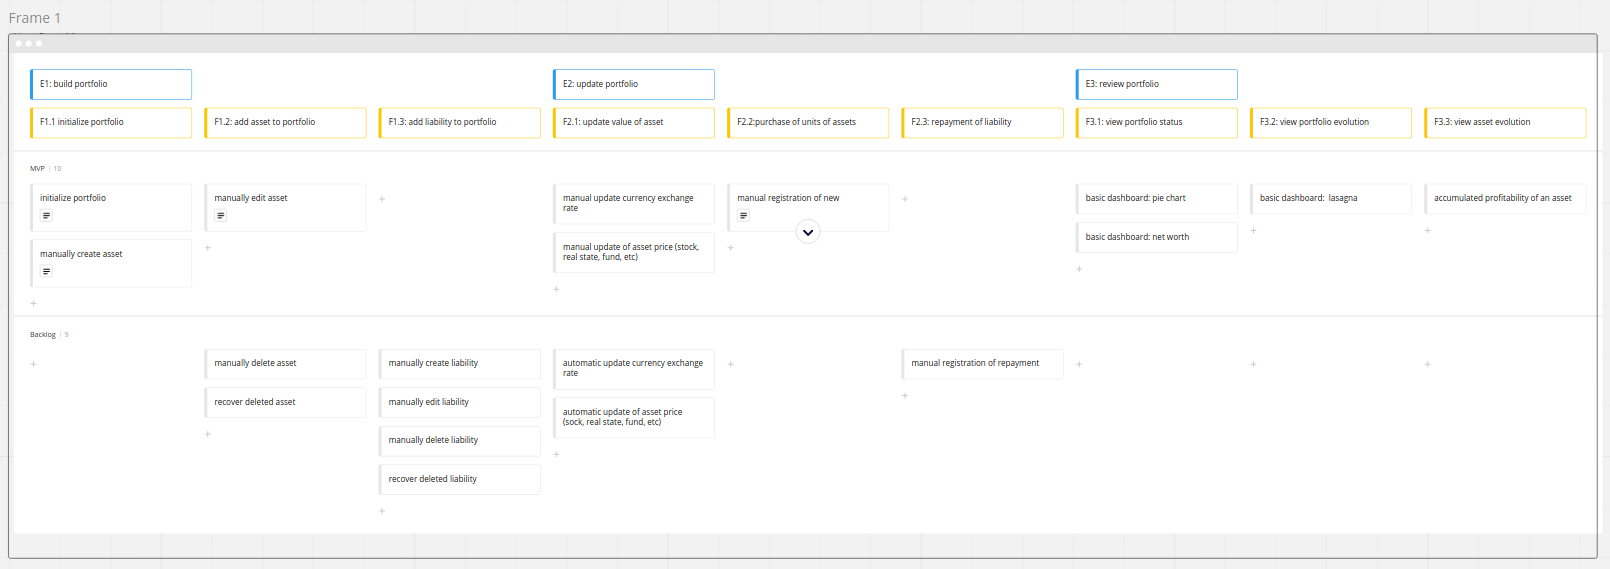 Frame 1
E1: build portfolio
E2: update portfolio
E3: review portfolio
F1.1 initialize portfolio
F1.2: add asset to portfolio
F1.3: add liability to portfolio
F2.1: update value of asset
F2.2:purchase of units of assets
F2.3: repayment of liability
F3.1: view portfolio status
F3.2: view portfolio evolution
F3.3: view asset evolution
MVP | 10
initialize portfolio
manually create asset
manually edit asset
manual update currency exchange
rate
manual update of asset price (stock,
real state, fund, etc)
manual registration of new
basic dashboard: pie chart
basic dashboard: net worth
basic dashboard:  lasagna
accumulated profitability of an asset
Backlog | 9
manually delete asset
recover deleted asset
manually create liability
manually edit liability
manually delete liability
recover deleted liability
automatic update currency exchange
rate
automatic update of asset price
(sock, real state, fund, etc)
manual registration of repayment